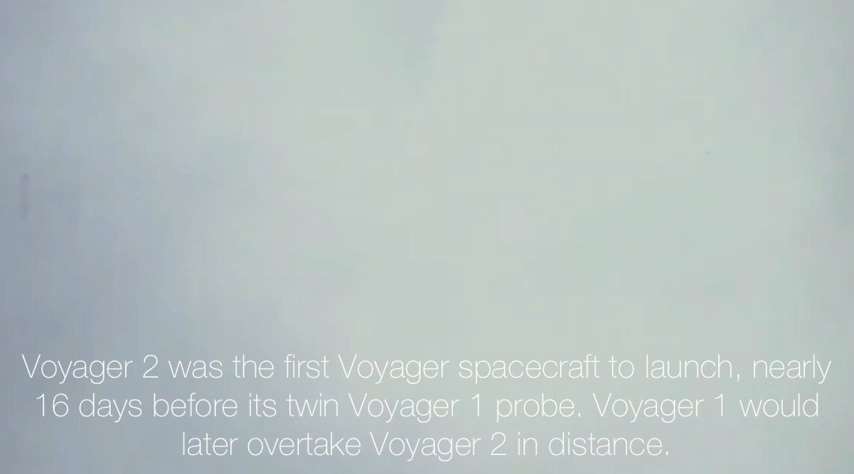 Voyager 2 was the first Voyager spacecraft to launch, nearly
16 days before its twin Voyager 1 probe. Voyager 1 would
later overtake Voyager 2 in distance.